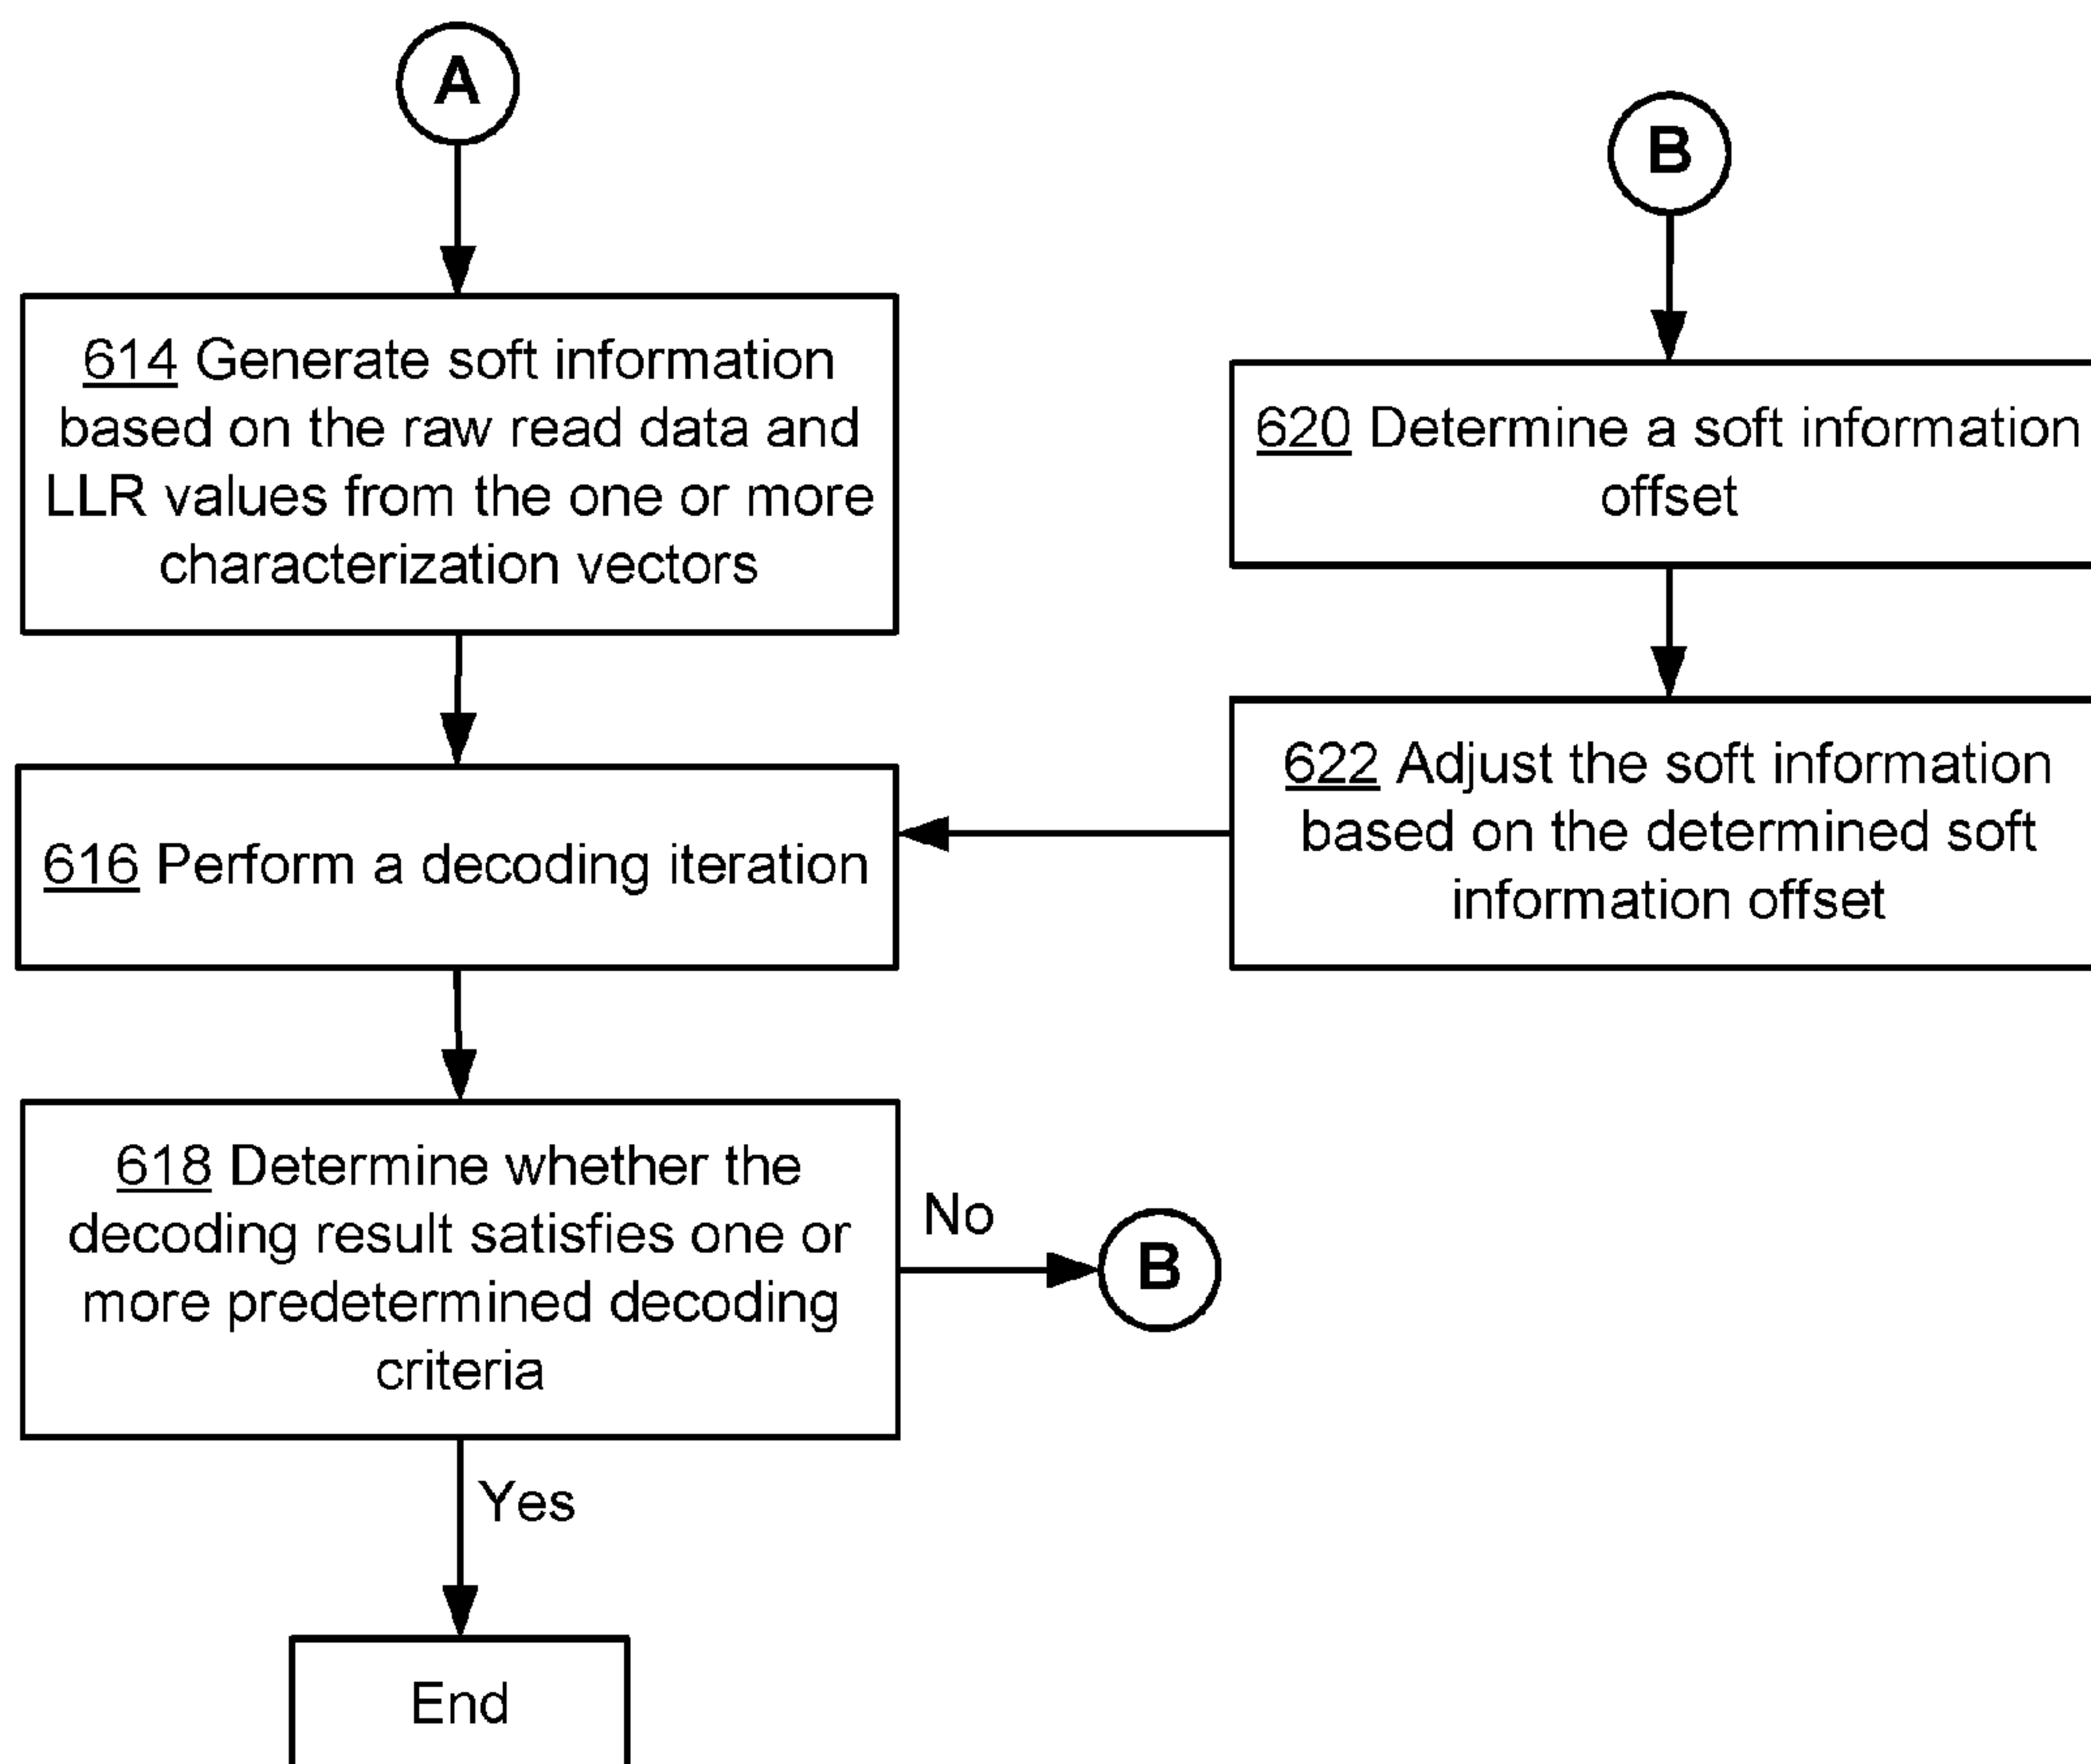 A
614 Generate soft information
based on the raw read data and
LLR values from the one or more
characterization vectors
616 Perform a decoding iteration
618 Determine whether the
decoding result satisfies one or
more predetermined decoding
criteria
No
B
Yes
End
B
620 Determine a soft information
offset
622 Adjust the soft information
based on the determined soft
information offset